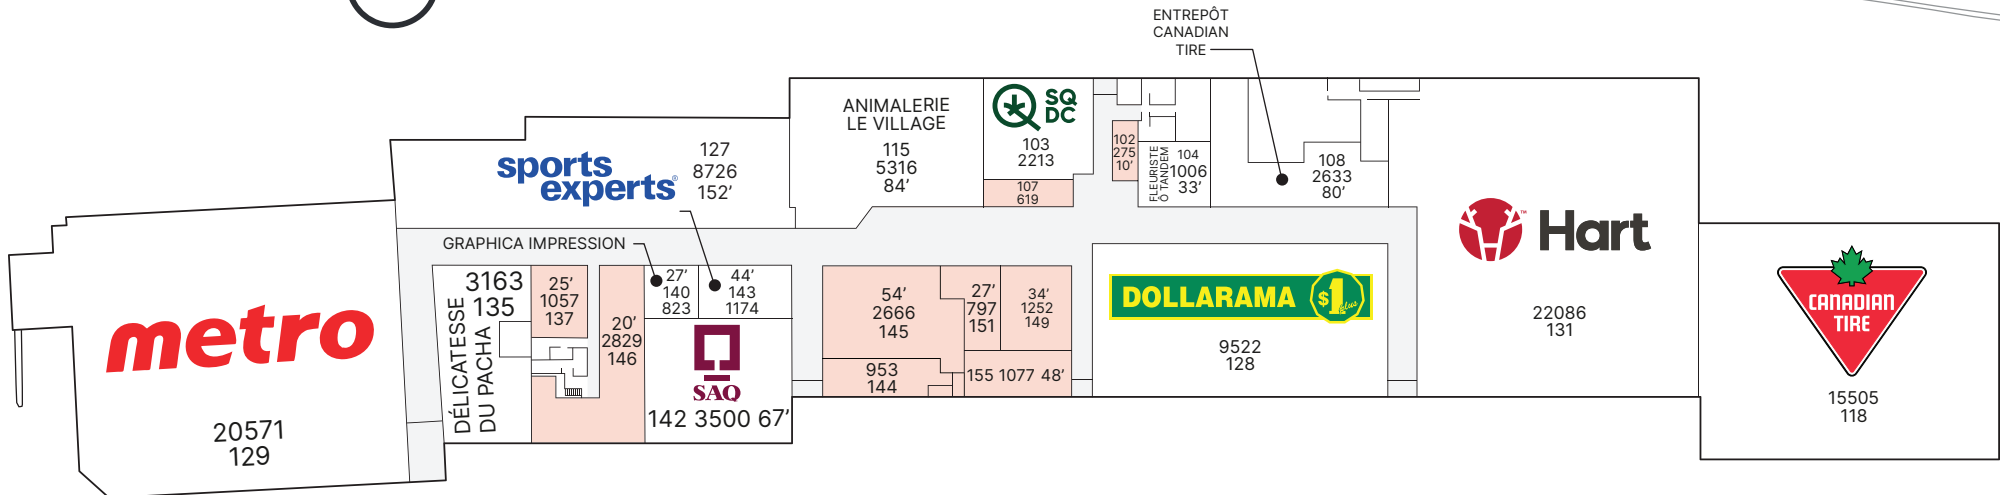 ENTREPÔT
CANADIAN
TIRE
ANIMALERIE
LE VILLAGE
115
5316
84’
SQ
DC
103
2213
107
619
102
275
10’
FLEURISTE
Ô TANDEM
104
1006
33’
108
2633
80’
sports
experts®
127
8726
152’
GRAPHICA IMPRESSION
metro
20571
129
DÉLICATESSE
DU PACHA
3163
135
25’
1057
137
20’
2829
146
27’
140
823
44’
143
1174
SAQ
142 3500 67’
54’
2666
145
953
144
27’
797
151
34’
1252
149
155 1077 48’
DOLLARAMA $1 plus
9522
128
Hart
™
22086
131
CANADIAN
TIRE
15505
118